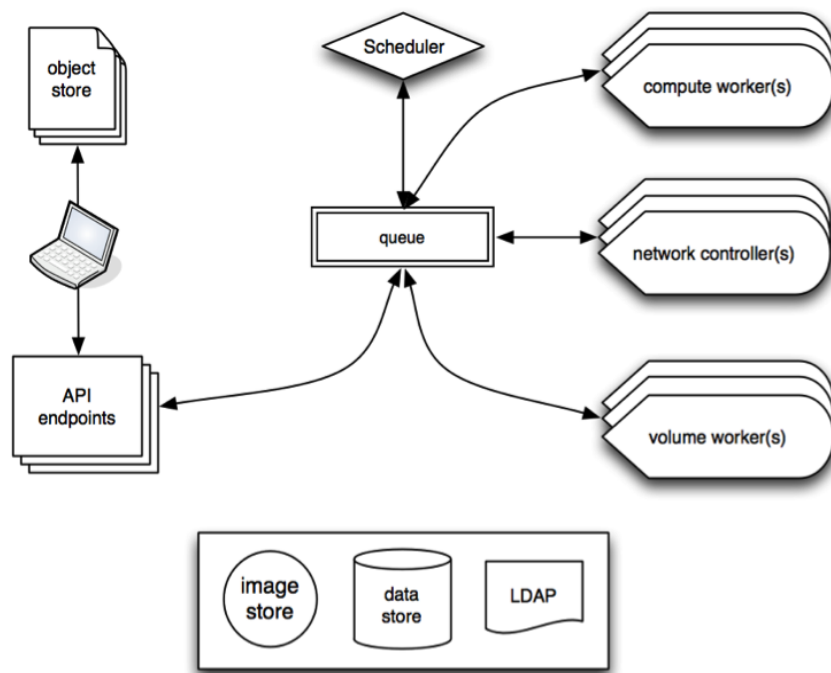 object
store
Scheduler
compute worker(s)
queue
network controller(s)
API
endpoints
volume worker(s)
image
store
data
store
LDAP